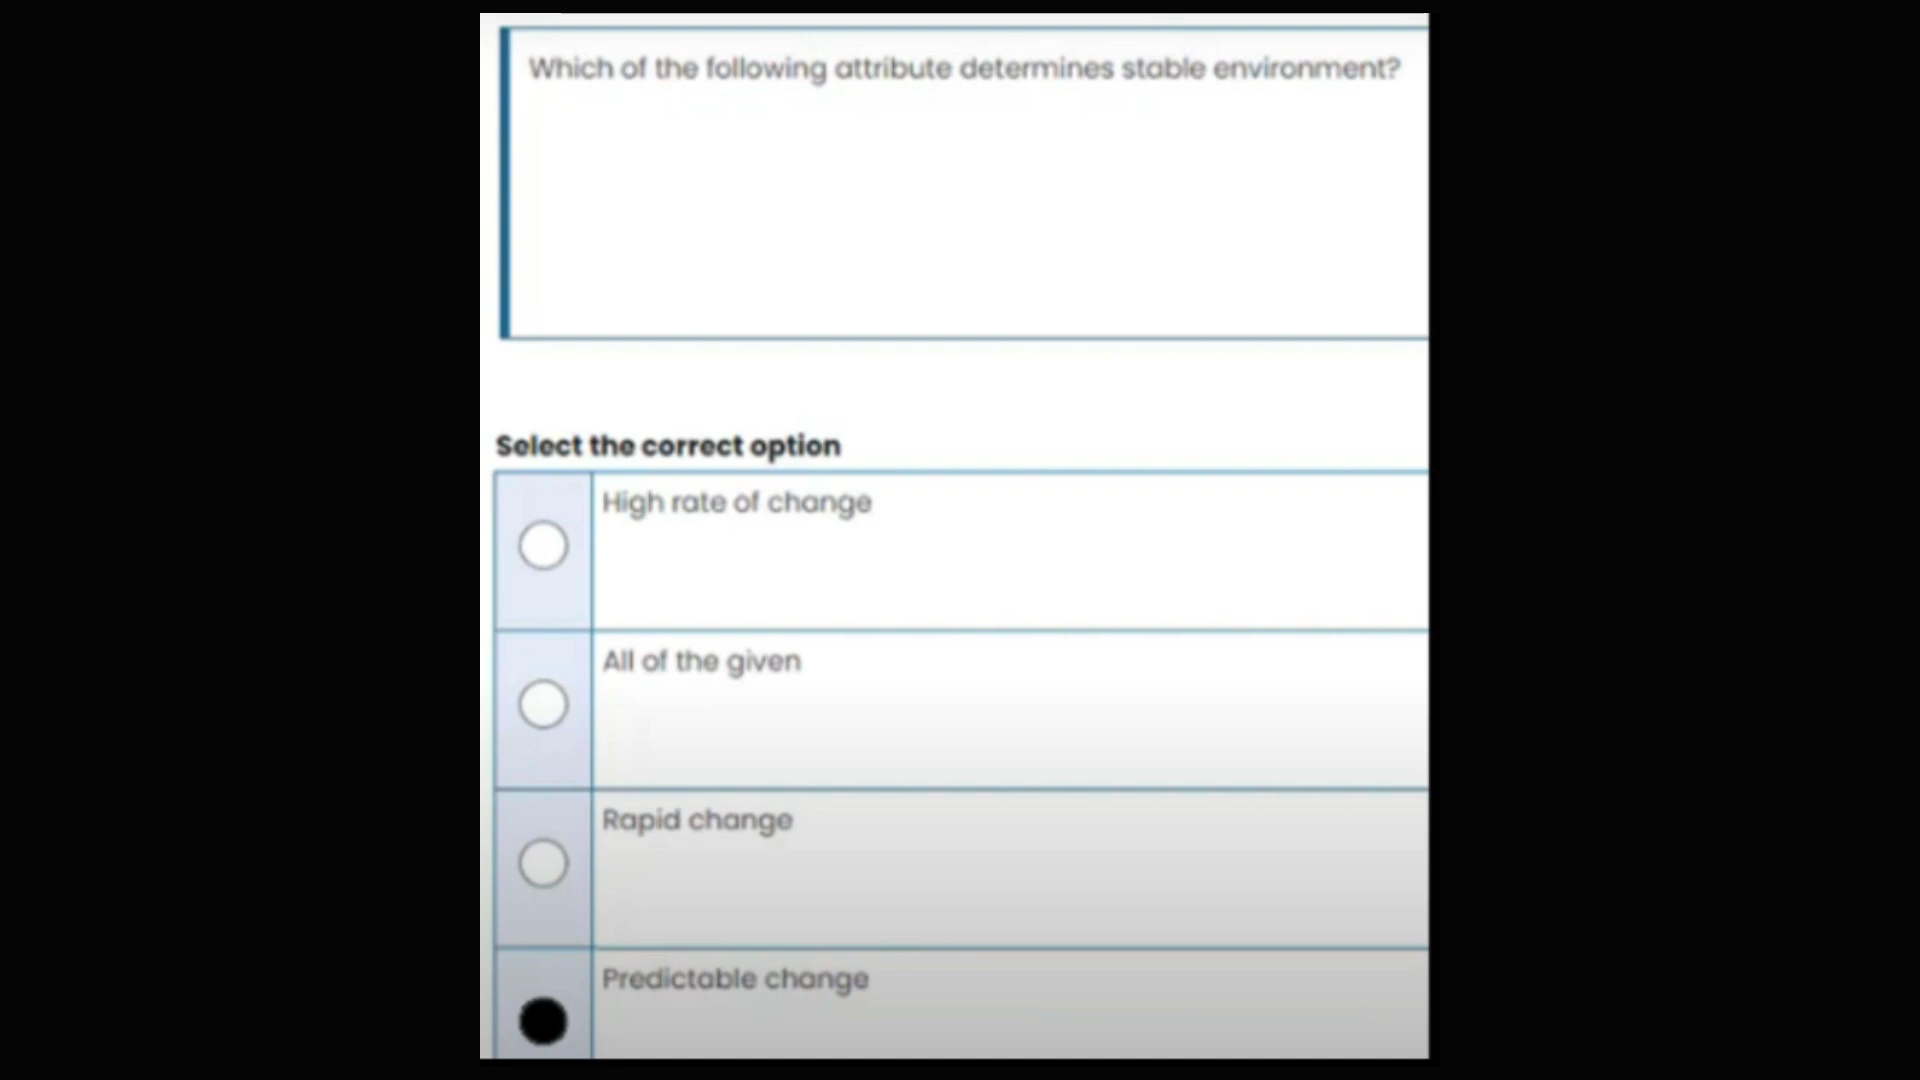 Which of the following attribute determines stable environment?
Select the correct option
High rate of change
All of the given
Rapid change
Predictable change